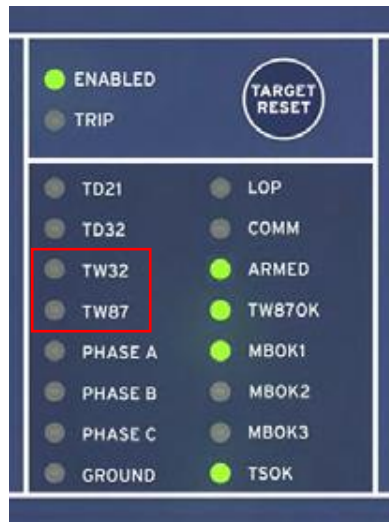 ENABLED
TARGET
RESET
TRIP
TD21
LOP
TD32
COMM
TW32
ARMED
TW87
TW87OK
PHASE A
MBOK1
PHASE B
MBOK2
PHASE C
MBOK3
GROUND
TSOK